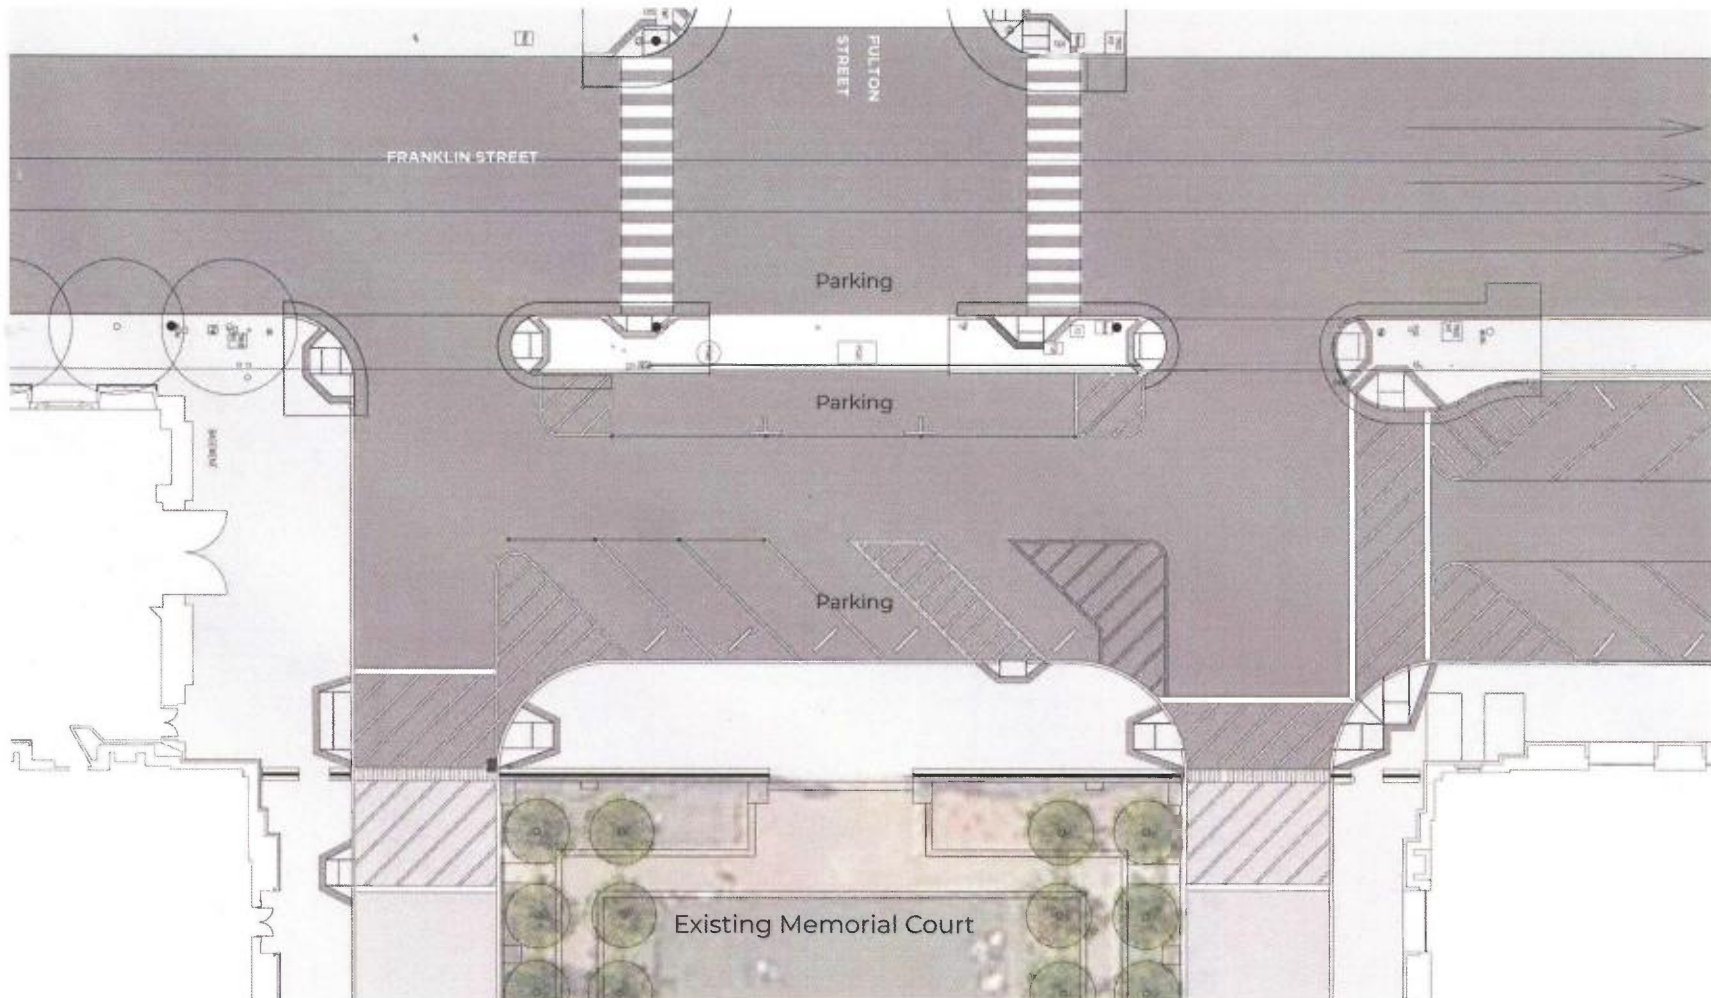 FULTON
STREET
FRANKLIN STREET
Parking
Parking
Parking
Existing Memorial Court